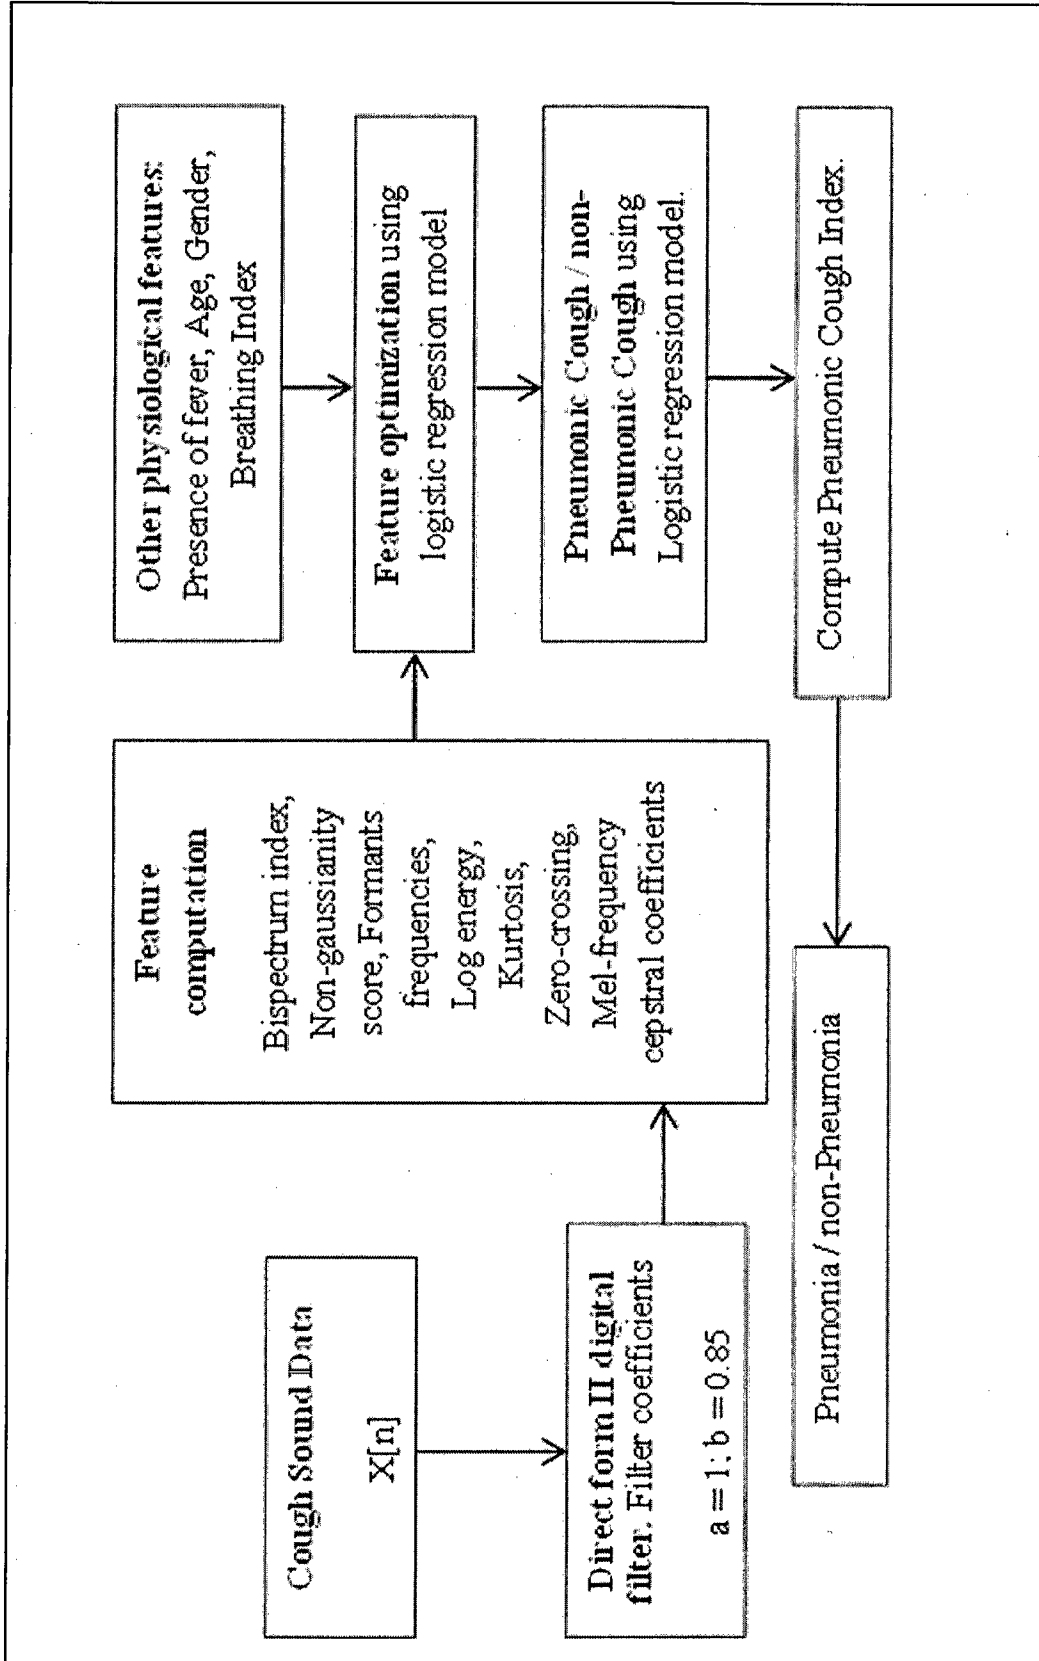 Cough Sound Data
X[n]
Direct form II digital
filter. Filter coefficients
a = 1; b = 0.85
Feature
computation
Bispectrum index,
Non-gaussianity
score, Formants
frequencies,
Log energy,
Kurtosis,
Zero-crossing,
Mel-frequency
cepstral coefficients
Other physiological features:
Presence of fever, Age, Gender,
Breathing Index
Feature optimization using
logistic regression model
Pneumonic Cough / non-
Pneumonic Cough using
Logistic regression model.
Compute Pneumonic Cough Index.
Pneumonia / non-Pneumonia